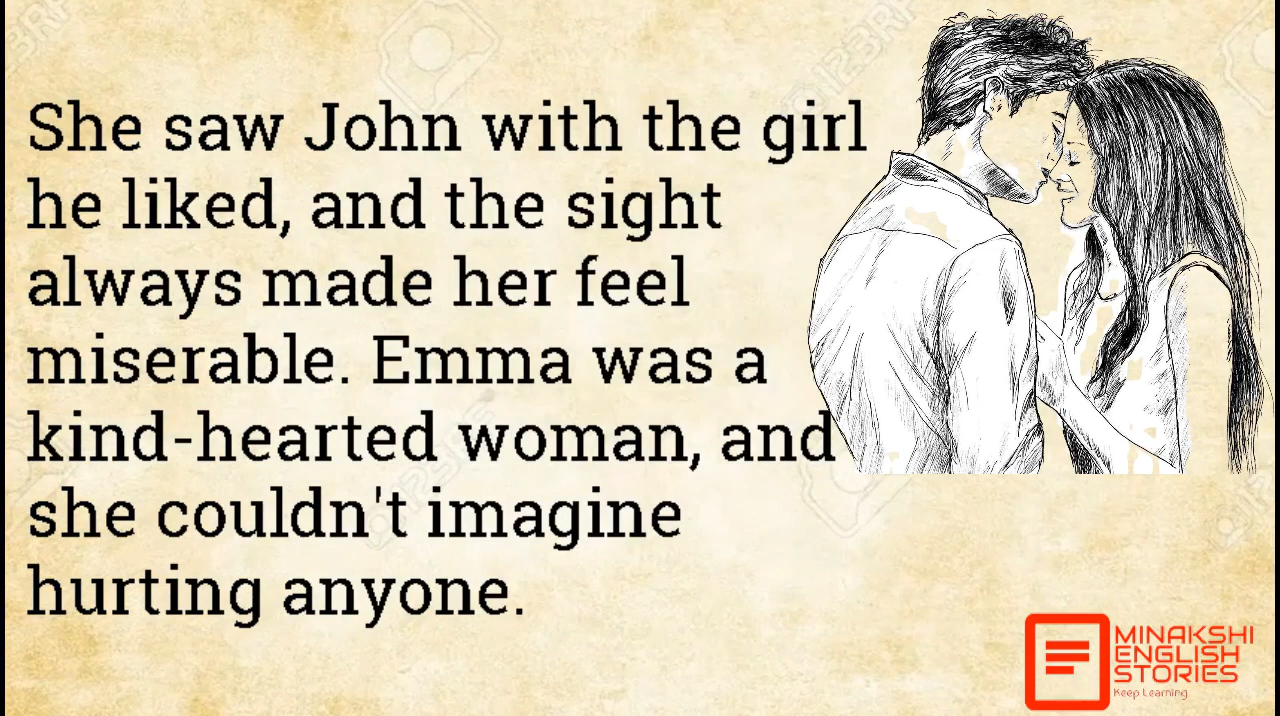 She saw John with the girl
he liked, and the sight
always made her feel
miserable. Emma was a
kind-hearted woman, and
she couldn't imagine
hurting anyone.
MINAKSHI
ENGLISH
STORIES
Keep Learning